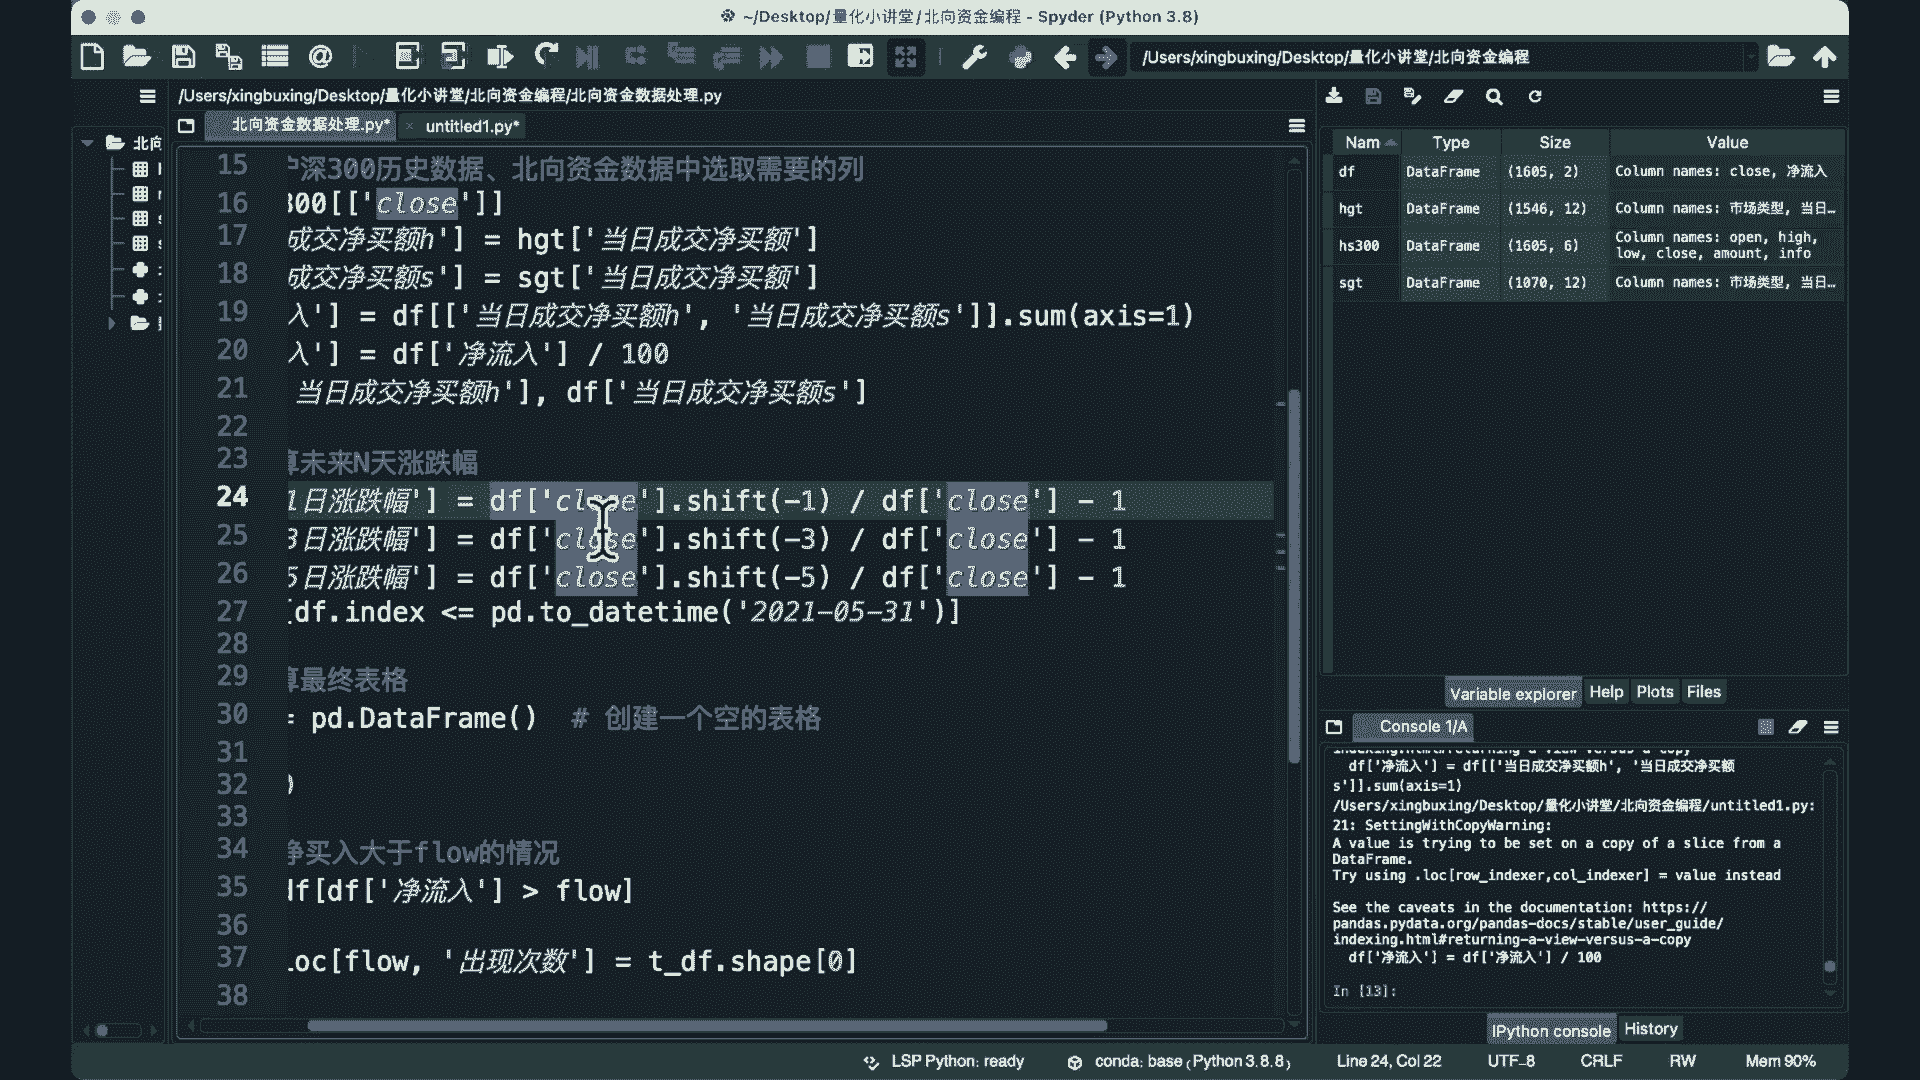 ~/Desktop/量化小讲堂/北向资金编程 - Spyder (Python 3.8)
/Users/xingbuxing/Desktop/量化小讲堂/北向资金编程
/Users/xingbuxing/Desktop/量化小讲堂/北向资金编程/北向资金数据处理.py
北向资金数据处理.py*
untitled1.py*
北向
15 沪深300历史数据、北向资金数据中选取需要的列
16 300[['close']]
17 成交净买额h'] = hgt['当日成交净买额']
18 成交净买额s'] = sgt['当日成交净买额']
19 入'] = df[['当日成交净买额h', '当日成交净买额s']].sum(axis=1)
20 入'] = df['净流入'] / 100
21 当日成交净买额h'], df['当日成交净买额s']
22
23 算未来N天涨跌幅
24 1日涨跌幅'] = df['close'].shift(-1) / df['close'] - 1
25 3日涨跌幅'] = df['close'].shift(-3) / df['close'] - 1
26 5日涨跌幅'] = df['close'].shift(-5) / df['close'] - 1
27 [df.index <= pd.to_datetime('2021-05-31')]
28
29 算最终表格
30 = pd.DataFrame()  # 创建一个空的表格
31
32 )
33
34 净买入大于flow的情况
35 df[df['净流入'] > flow]
36
37 .loc[flow, '出现次数'] = t_df.shape[0]
38
Nam Type Size Value
df DataFrame (1605, 2) Column names: close, 净流入
hgt DataFrame (1546, 12) Column names: 市场类型, 当日…
hs300 DataFrame (1605, 6) Column names: open, high,
low, close, amount, info
sgt DataFrame (1070, 12) Column names: 市场类型, 当日…
Variable explorer Help Plots Files
Console 1/A
indexing.html#returning-a-view-versus-a-copy
df['净流入'] = df[['当日成交净买额h', '当日成交净买额
s']].sum(axis=1)
/Users/xingbuxing/Desktop/量化小讲堂/北向资金编程/untitled1.py:
21: SettingWithCopyWarning:
A value is trying to be set on a copy of a slice from a
DataFrame.
Try using .loc[row_indexer,col_indexer] = value instead
See the caveats in the documentation: https://
pandas.pydata.org/pandas-docs/stable/user_guide/
indexing.html#returning-a-view-versus-a-copy
df['净流入'] = df['净流入'] / 100
In [13]:
IPython console History
LSP Python: ready conda: base (Python 3.8.8) Line 24, Col 22 UTF-8 CRLF RW Mem 90%